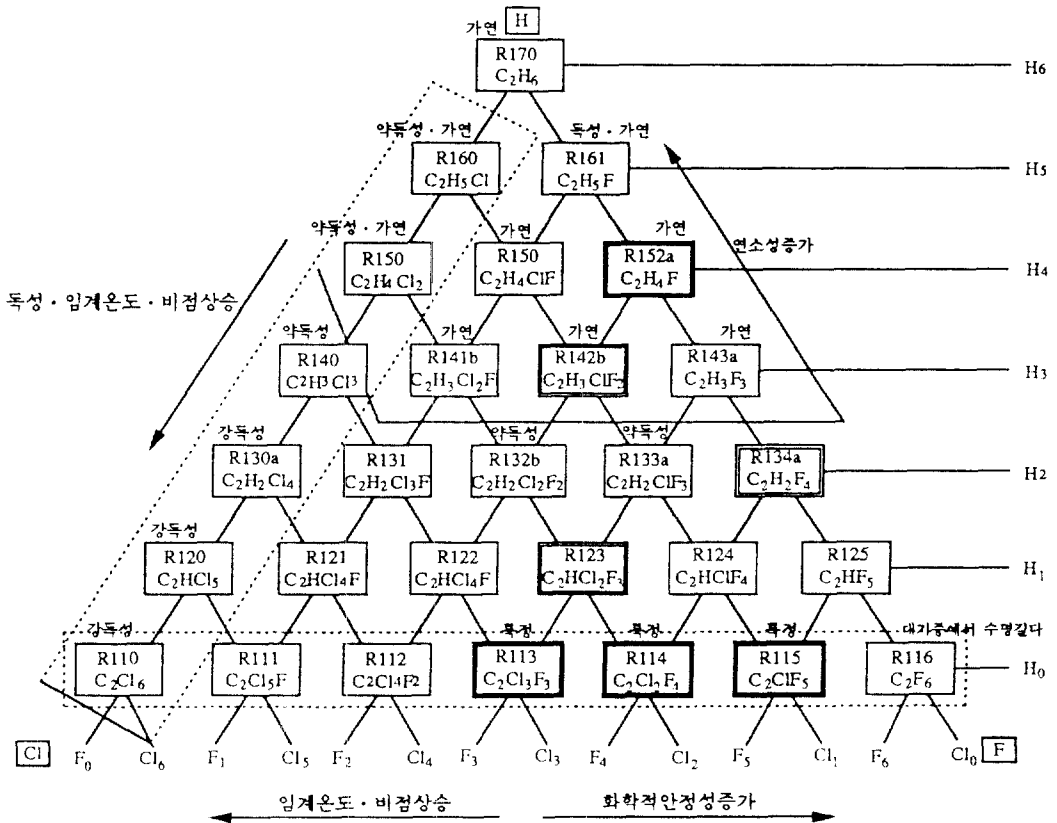 가연 H
R170
C2H6
H6
약독성·가연
독성·가연
R160
C2H5Cl
R161
C2H5F
H5
약독성·가연
가연
가연
연소성증가
R150
C2H4Cl2
R150
C2H4ClF
R152a
C2H4F
H4
독성·임계온도·비점상승
약독성
가연
가연
가연
R140
C2H3Cl3
R141b
C2H3Cl2F
R142b
C2H3ClF2
R143a
C2H3F3
H3
강독성
약독성
약독성
R130a
C2H2Cl4
R131
C2H2Cl3F
R132b
C2H2Cl2F2
R133a
C2H2ClF3
R134a
C2H2F4
H2
강독성
R120
C2HCl5
R121
C2HCl4F
R122
C2HCl4F
R123
C2HCl2F3
R124
C2HClF4
R125
C2HF5
H1
강독성
특정
특정
특정
대기중에서 수명길다
R110
C2Cl6
R111
C2Cl5F
R112
C2Cl4F2
R113
C2Cl3F3
R114
C2Cl2F4
R115
C2ClF5
R116
C2F6
H0
Cl F0 Cl6 F1 Cl5 F2 Cl4 F3 Cl3 F4 Cl2 F5 Cl1 F6 Cl0 F
임계온도·비점상승
화학적안정성증가